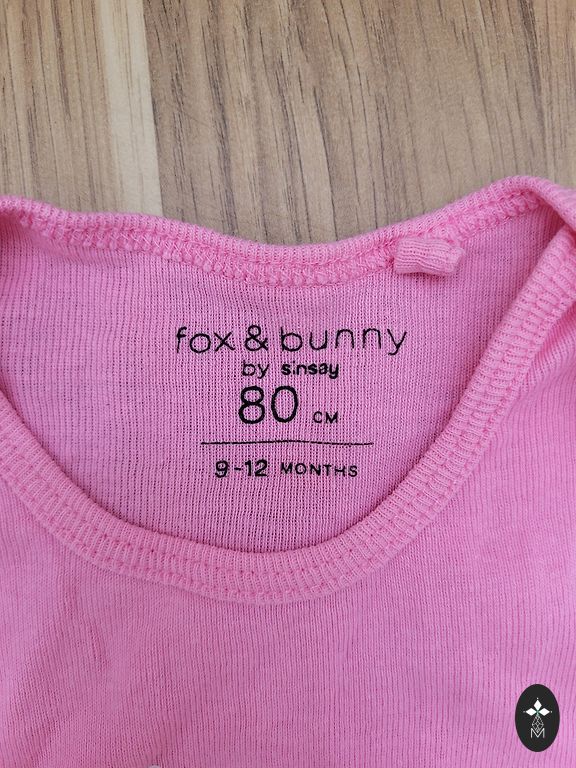 fox & bunny
by sinsay
80 CM
9-12 MONTHS
M